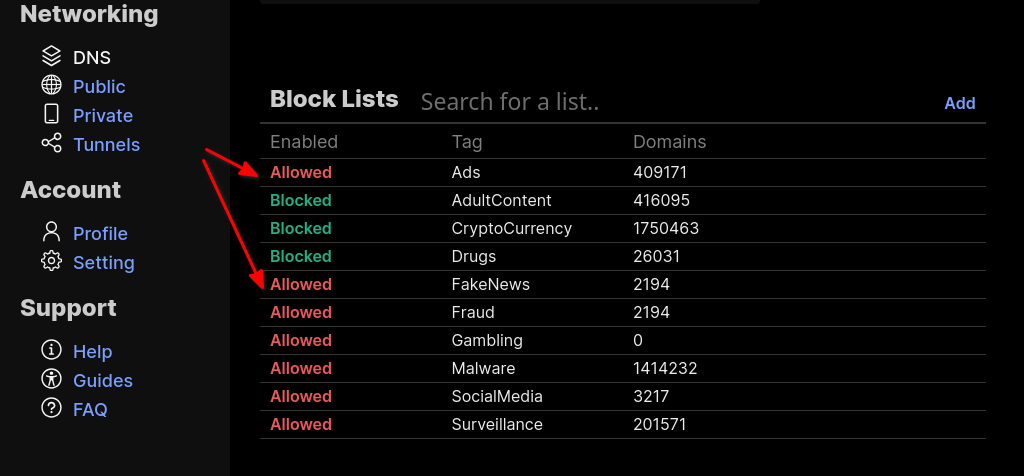 Networking
DNS
Public
Private
Tunnels
Account
Profile
Setting
Support
Help
Guides
FAQ
Block Lists Search for a list.. Add
Enabled Tag Domains
Allowed Ads 409171
Blocked AdultContent 416095
Blocked CryptoCurrency 1750463
Blocked Drugs 26031
Allowed FakeNews 2194
Allowed Fraud 2194
Allowed Gambling 0
Allowed Malware 1414232
Allowed SocialMedia 3217
Allowed Surveillance 201571